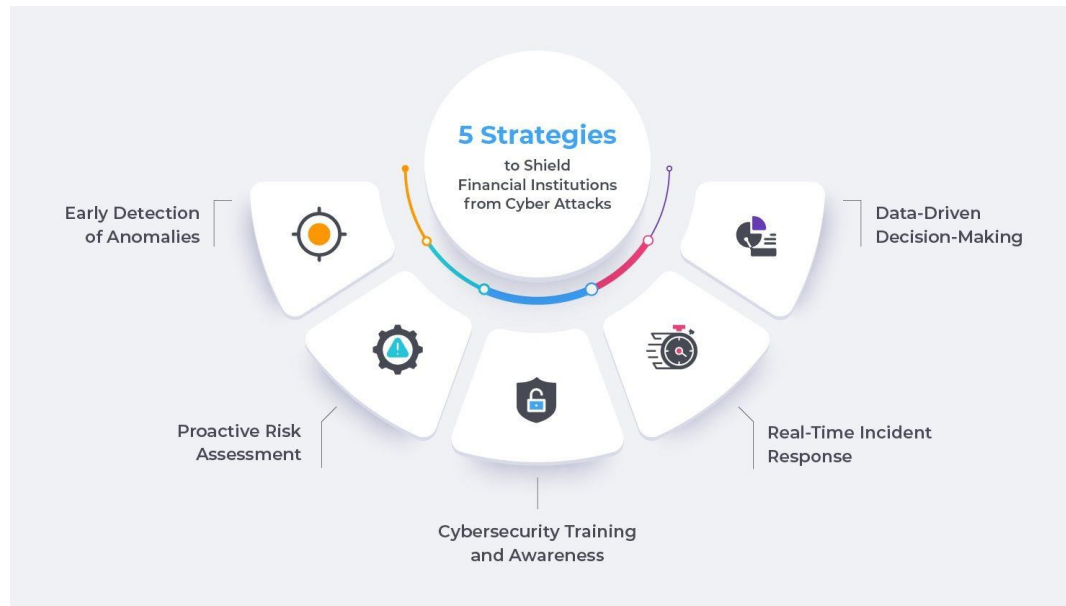 5 Strategies
to Shield
Financial Institutions
from Cyber Attacks
Early Detection
of Anomalies
Proactive Risk
Assessment
Cybersecurity Training
and Awareness
Real-Time Incident
Response
Data-Driven
Decision-Making